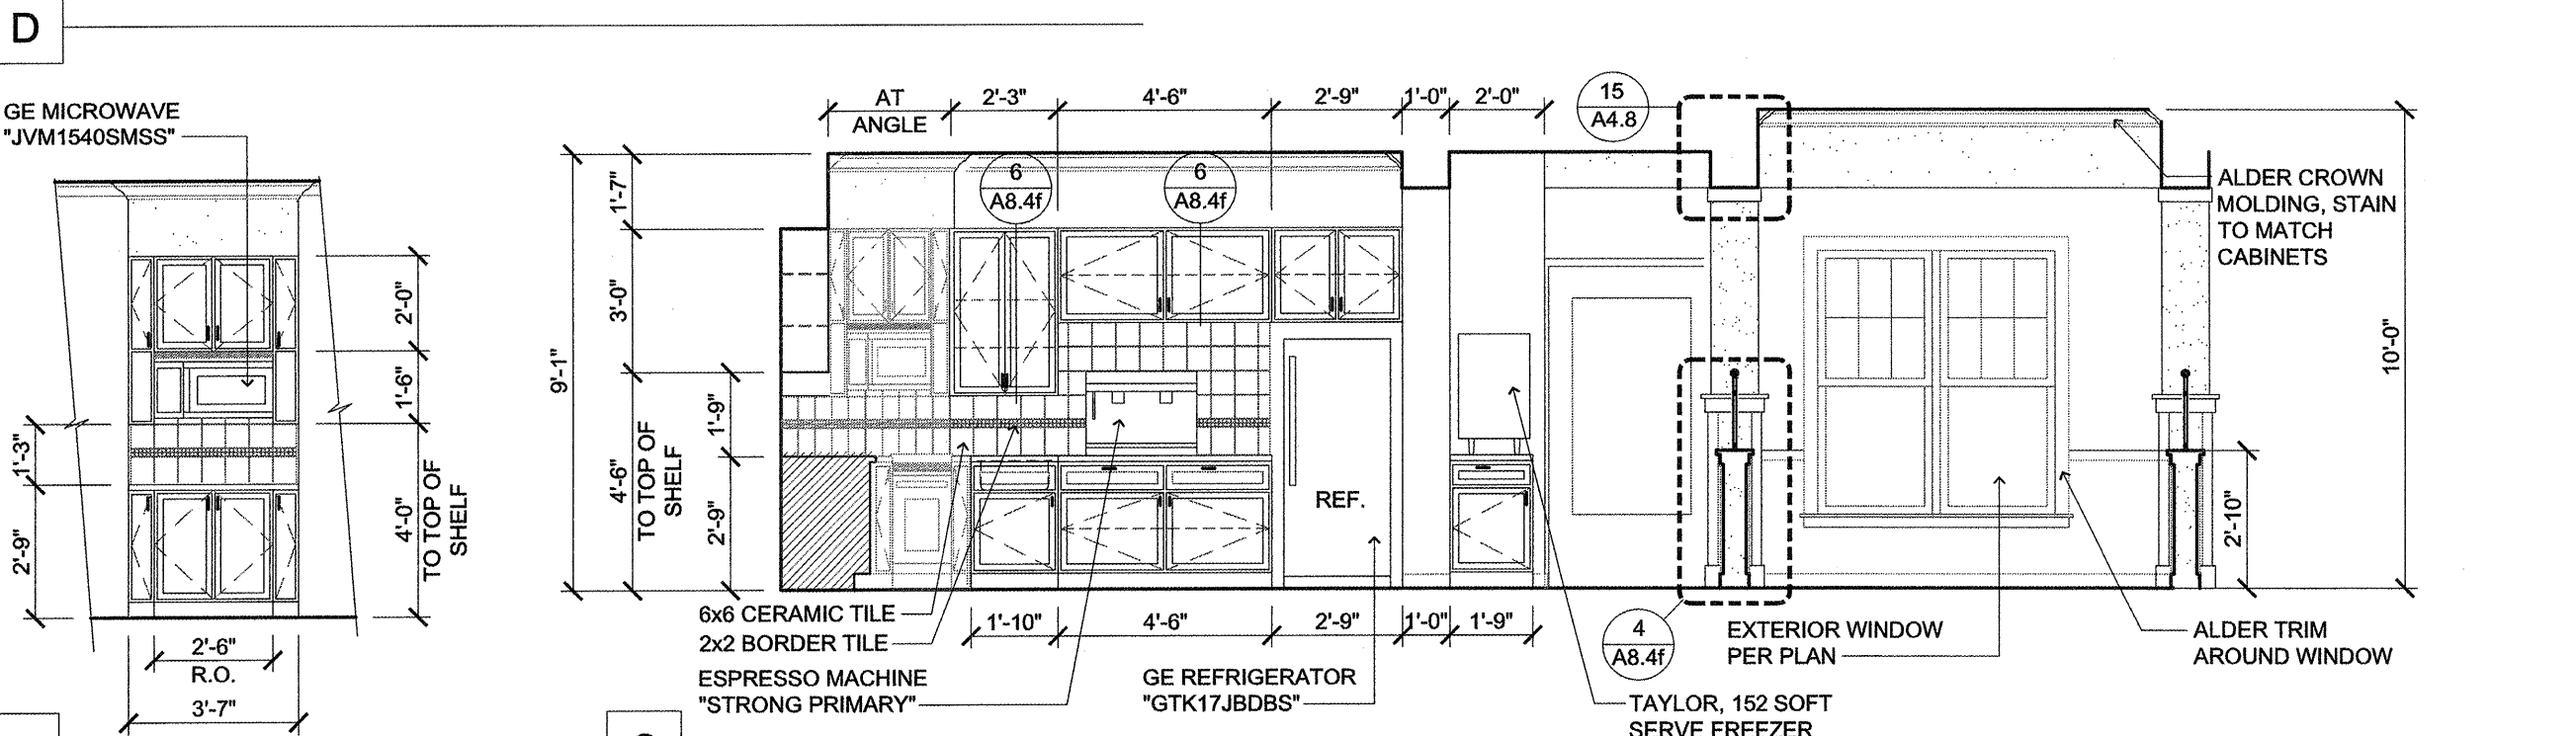 D
GE MICROWAVE
"JVM1540SMSS"
2'-0"
1'-6"
1'-3"
2'-9"
4'-0"
TO TOP OF
SHELF
2'-6"
R.O.
3'-7"
AT
ANGLE
2'-3"
4'-6"
2'-9"
1'-0"
2'-0"
15
A4.8
9'-1"
1'-7"
3'-0"
4'-6"
TO TOP OF
SHELF
1'-9"
2'-9"
6
A8.4f
6
A8.4f
REF.
ALDER CROWN
MOLDING, STAIN
TO MATCH
CABINETS
10'-0"
2'-10"
6x6 CERAMIC TILE
2x2 BORDER TILE
ESPRESSO MACHINE
"STRONG PRIMARY"
1'-10"
4'-6"
2'-9"
1'-0"
1'-9"
GE REFRIGERATOR
"GTK17JBDBS"
4
A8.4f
EXTERIOR WINDOW
PER PLAN
ALDER TRIM
AROUND WINDOW
TAYLOR, 152 SOFT
SERVE FREEZER